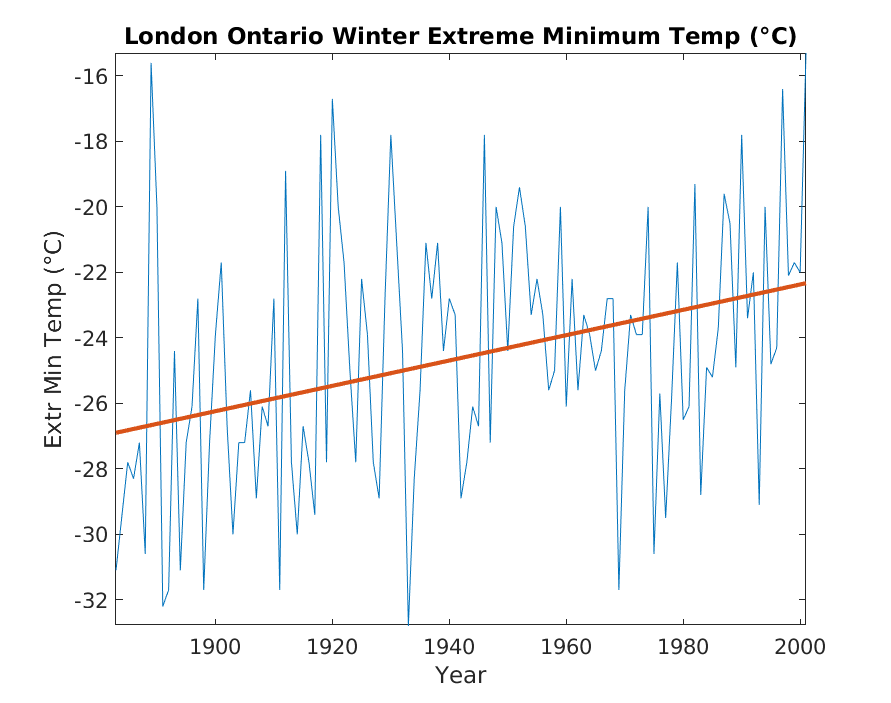 London Ontario Winter Extreme Minimum Temp (°C)
-16
-18
-20
-22
-24
-26
-28
-30
-32
Extr Min Temp (°C)
1900 1920 1940 1960 1980 2000
Year